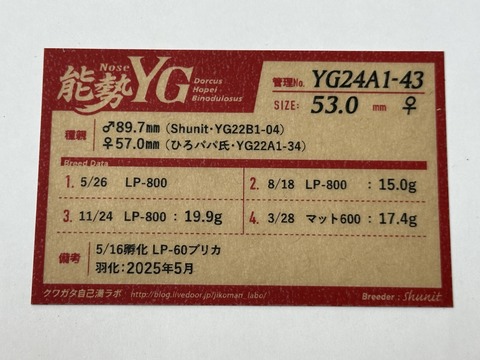 能勢YG Nose Dorcus Hopei Binodulosus
管理No. YG24A1-43
SIZE: 53.0 mm ♀
種親 ♂89.7mm (Shunit・YG22B1-04)
♀57.0mm (ひろパパ氏・YG22A1-34)
Breed Data
1. 5/26 LP-800
2. 8/18 LP-800 : 15.0g
3. 11/24 LP-800 : 19.9g
4. 3/28 マット600 : 17.4g
備考 5/16孵化 LP-60プリカ
羽化:2025年5月
クワガタ自己満ラボ・http://blog.livedoor.jp/jikoman_labo/
Breeder : Shunit